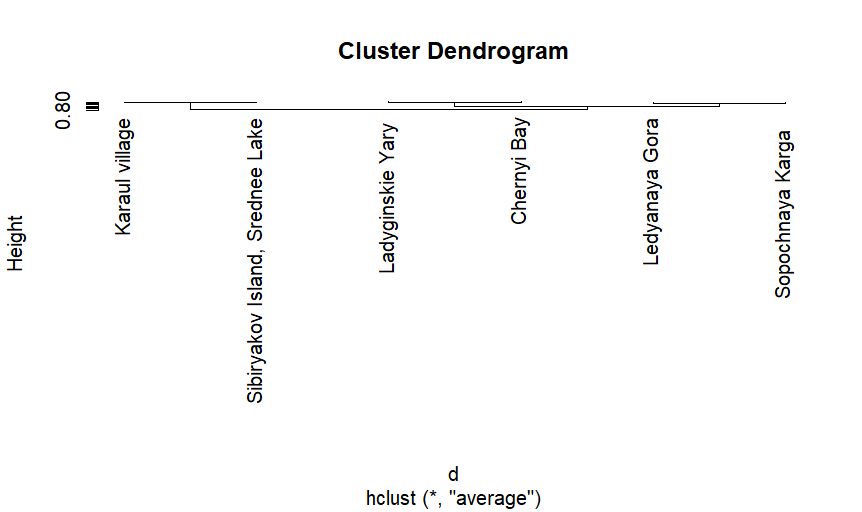 Cluster Dendrogram
0.80
Height
Karaul village
Sibiryakov Island, Srednee Lake
Ladyginskie Yary
Chernyi Bay
Ledyanaya Gora
Sopochnaya Karga
d
hclust (*, "average")